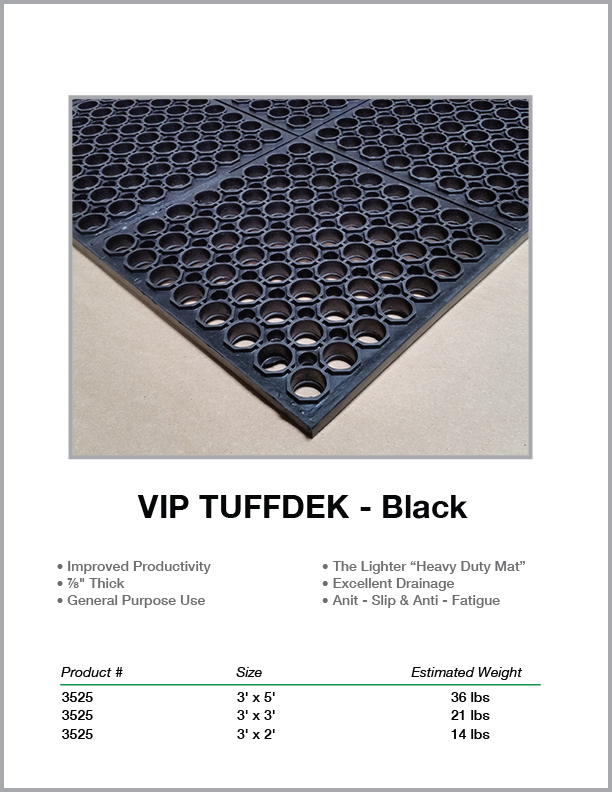 VIP TUFFDEK - Black
• Improved Productivity
• ⅞" Thick
• General Purpose Use
• The Lighter “Heavy Duty Mat”
• Excellent Drainage
• Anit - Slip & Anti - Fatigue
Product # Size Estimated Weight
3525 3' x 5' 36 lbs
3525 3' x 3' 21 lbs
3525 3' x 2' 14 lbs